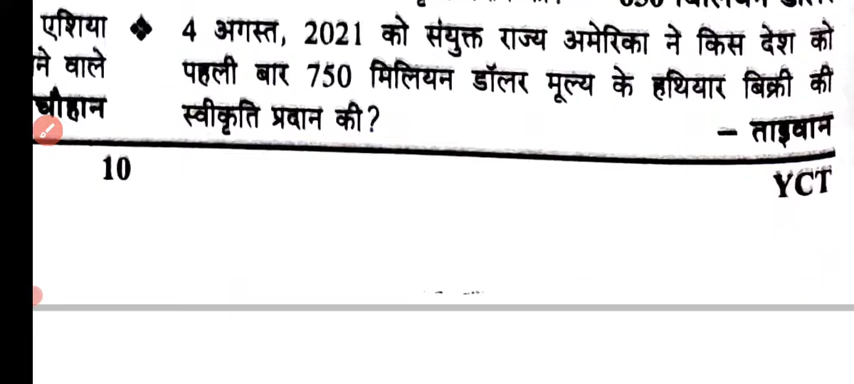 एशिया
ने वाले
चौहान
❖ 4 अगस्त, 2021 को संयुक्त राज्य अमेरिका ने किस देश को
पहली बार 750 मिलियन डॉलर मूल्य के हथियार बिक्री की
स्वीकृति प्रदान की?
– ताइवान
10
YCT